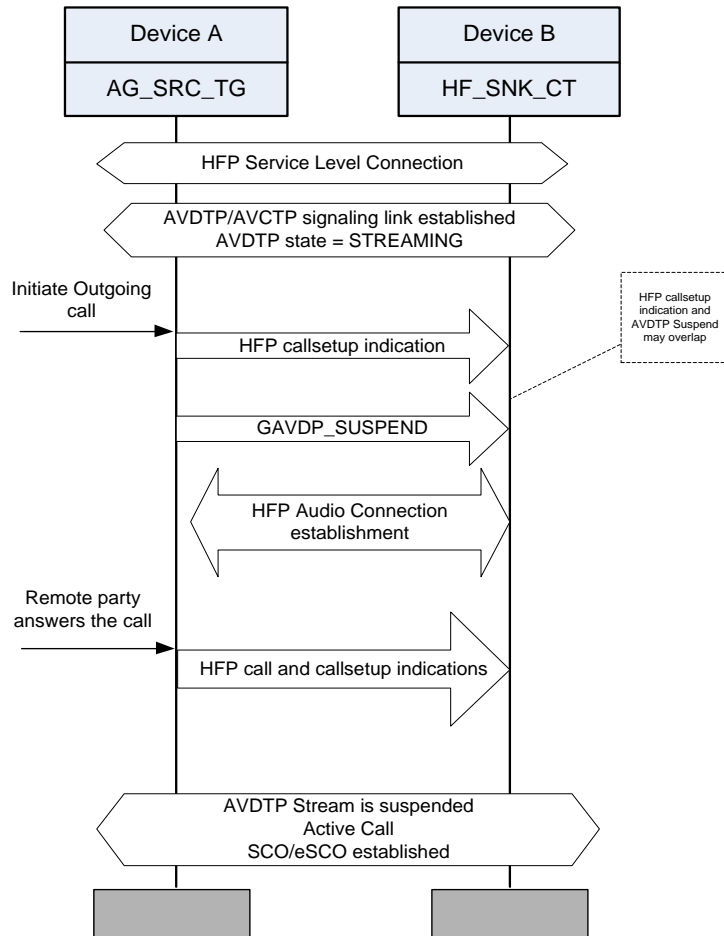 Device A
Device B
AG_SRC_TG
HF_SNK_CT
HFP Service Level Connection
AVDTP/AVCTP signaling link established
AVDTP state = STREAMING
Initiate Outgoing
call
HFP callsetup
indication and
AVDTP Suspend
may overlap
HFP callsetup indication
GAVDP_SUSPEND
HFP Audio Connection
establishment
Remote party
answers the call
HFP call and callsetup indications
AVDTP Stream is suspended
Active Call
SCO/eSCO established